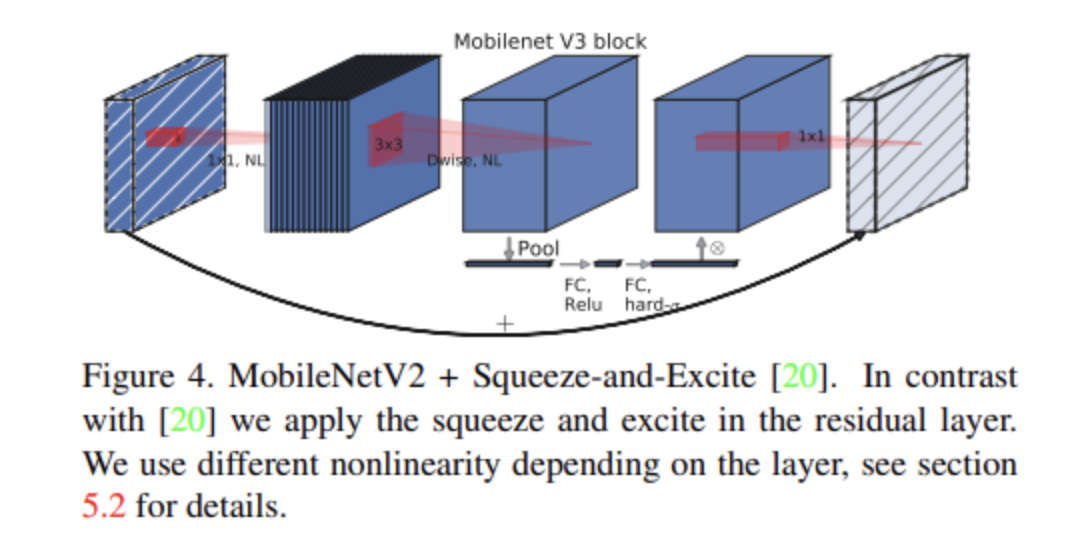 Mobilenet V3 block
1x1, NL
3x3
Dwise, NL
1x1
Pool
⊗
FC,
Relu
FC,
hard-σ
+
Figure 4. MobileNetV2 + Squeeze-and-Excite [20]. In contrast
with [20] we apply the squeeze and excite in the residual layer.
We use different nonlinearity depending on the layer, see section
5.2 for details.